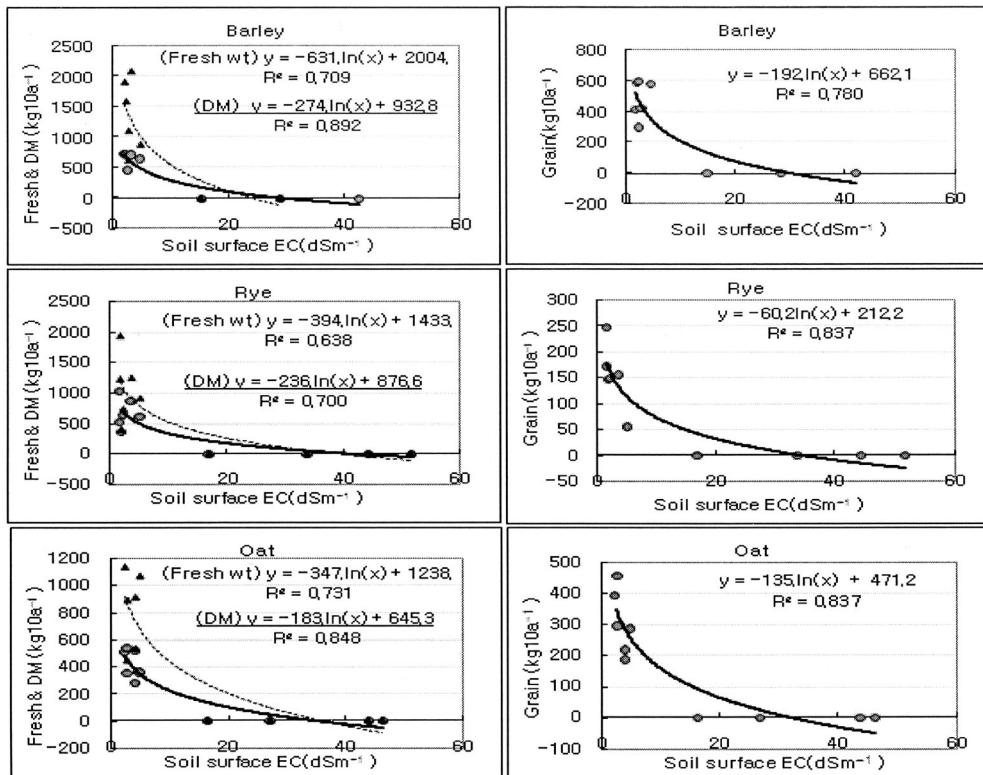 Barley
(Fresh wt) y = −631,ln(x) + 2004,
R² = 0,709
(DM) y = −274,ln(x) + 932,8
R² = 0,892
Fresh & DM (kg10a⁻¹)
2500
2000
1500
1000
500
0
−500
0 20 40 60
Soil surface EC(dSm⁻¹)
Barley
y = −192,ln(x) + 662,1
R² = 0,780
Grain(kg10a⁻¹)
800
600
400
200
0
−200
0 20 40 60
Soil surface EC(dSm⁻¹)
Rye
(Fresh wt) y = −394,ln(x) + 1433,
R² = 0,638
(DM) y = −236,ln(x) + 876,6
R² = 0,700
Fresh & DM (kg10a⁻¹)
2500
2000
1500
1000
500
0
−500
0 20 40 60
Soil surface EC(dSm⁻¹)
Rye
y = −60,2ln(x) + 212,2
R² = 0,837
Grain(kg10a⁻¹)
300
250
200
150
100
50
0
−50
0 20 40 60
Soil surface EC(dSm⁻¹)
Oat
(Fresh wt) y = −347,ln(x) + 1238,
R² = 0,731
(DM) y = −183,ln(x) + 645,3
R² = 0,848
Fresh & DM (kg10a⁻¹)
1200
1000
800
600
400
200
0
−200
0 20 40 60
Soil surface EC(dSm⁻¹)
Oat
y = −135,ln(x) + 471,2
R² = 0,837
Grain(kg10a⁻¹)
500
400
300
200
100
0
−100
0 20 40 60
Soil surface EC(dSm⁻¹)